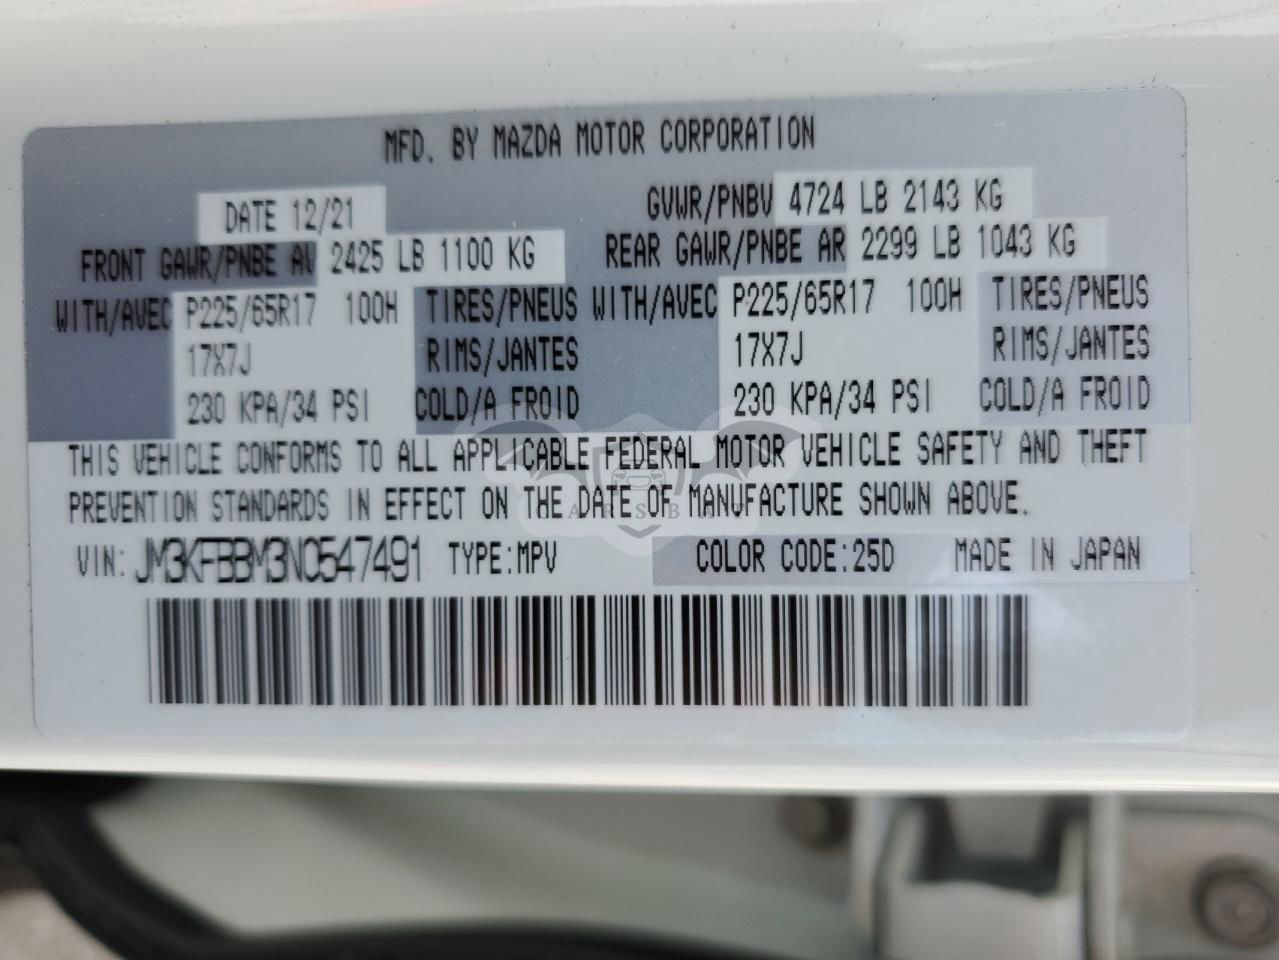 MFD. BY MAZDA MOTOR CORPORATION
DATE 12/21 GVWR/PNBV 4724 LB 2143 KG
FRONT GAWR/PNBE AV 2425 LB 1100 KG REAR GAWR/PNBE AR 2299 LB 1043 KG
WITH/AVEC P225/65R17 100H TIRES/PNEUS WITH/AVEC P225/65R17 100H TIRES/PNEUS
17X7J RIMS/JANTES 17X7J RIMS/JANTES
230 KPA/34 PSI COLD/A FROID 230 KPA/34 PSI COLD/A FROID
THIS VEHICLE CONFORMS TO ALL APPLICABLE FEDERAL MOTOR VEHICLE SAFETY AND THEFT
PREVENTION STANDARDS IN EFFECT ON THE DATE OF MANUFACTURE SHOWN ABOVE.
VIN: JM3KFBBM3N0547491 TYPE:MPV COLOR CODE:25D MADE IN JAPAN